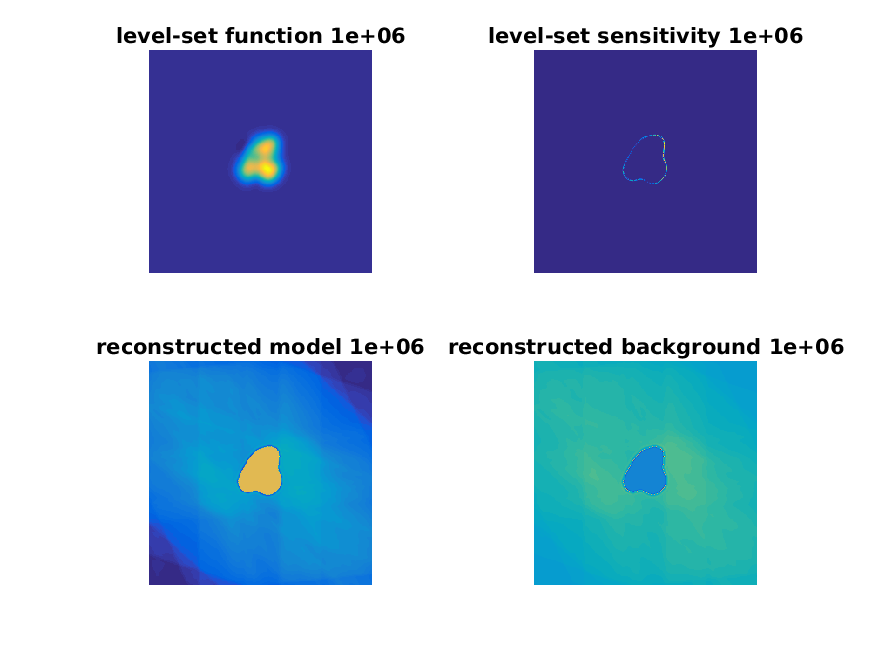 level-set function 1e+06
level-set sensitivity 1e+06
reconstructed model 1e+06
reconstructed background 1e+06